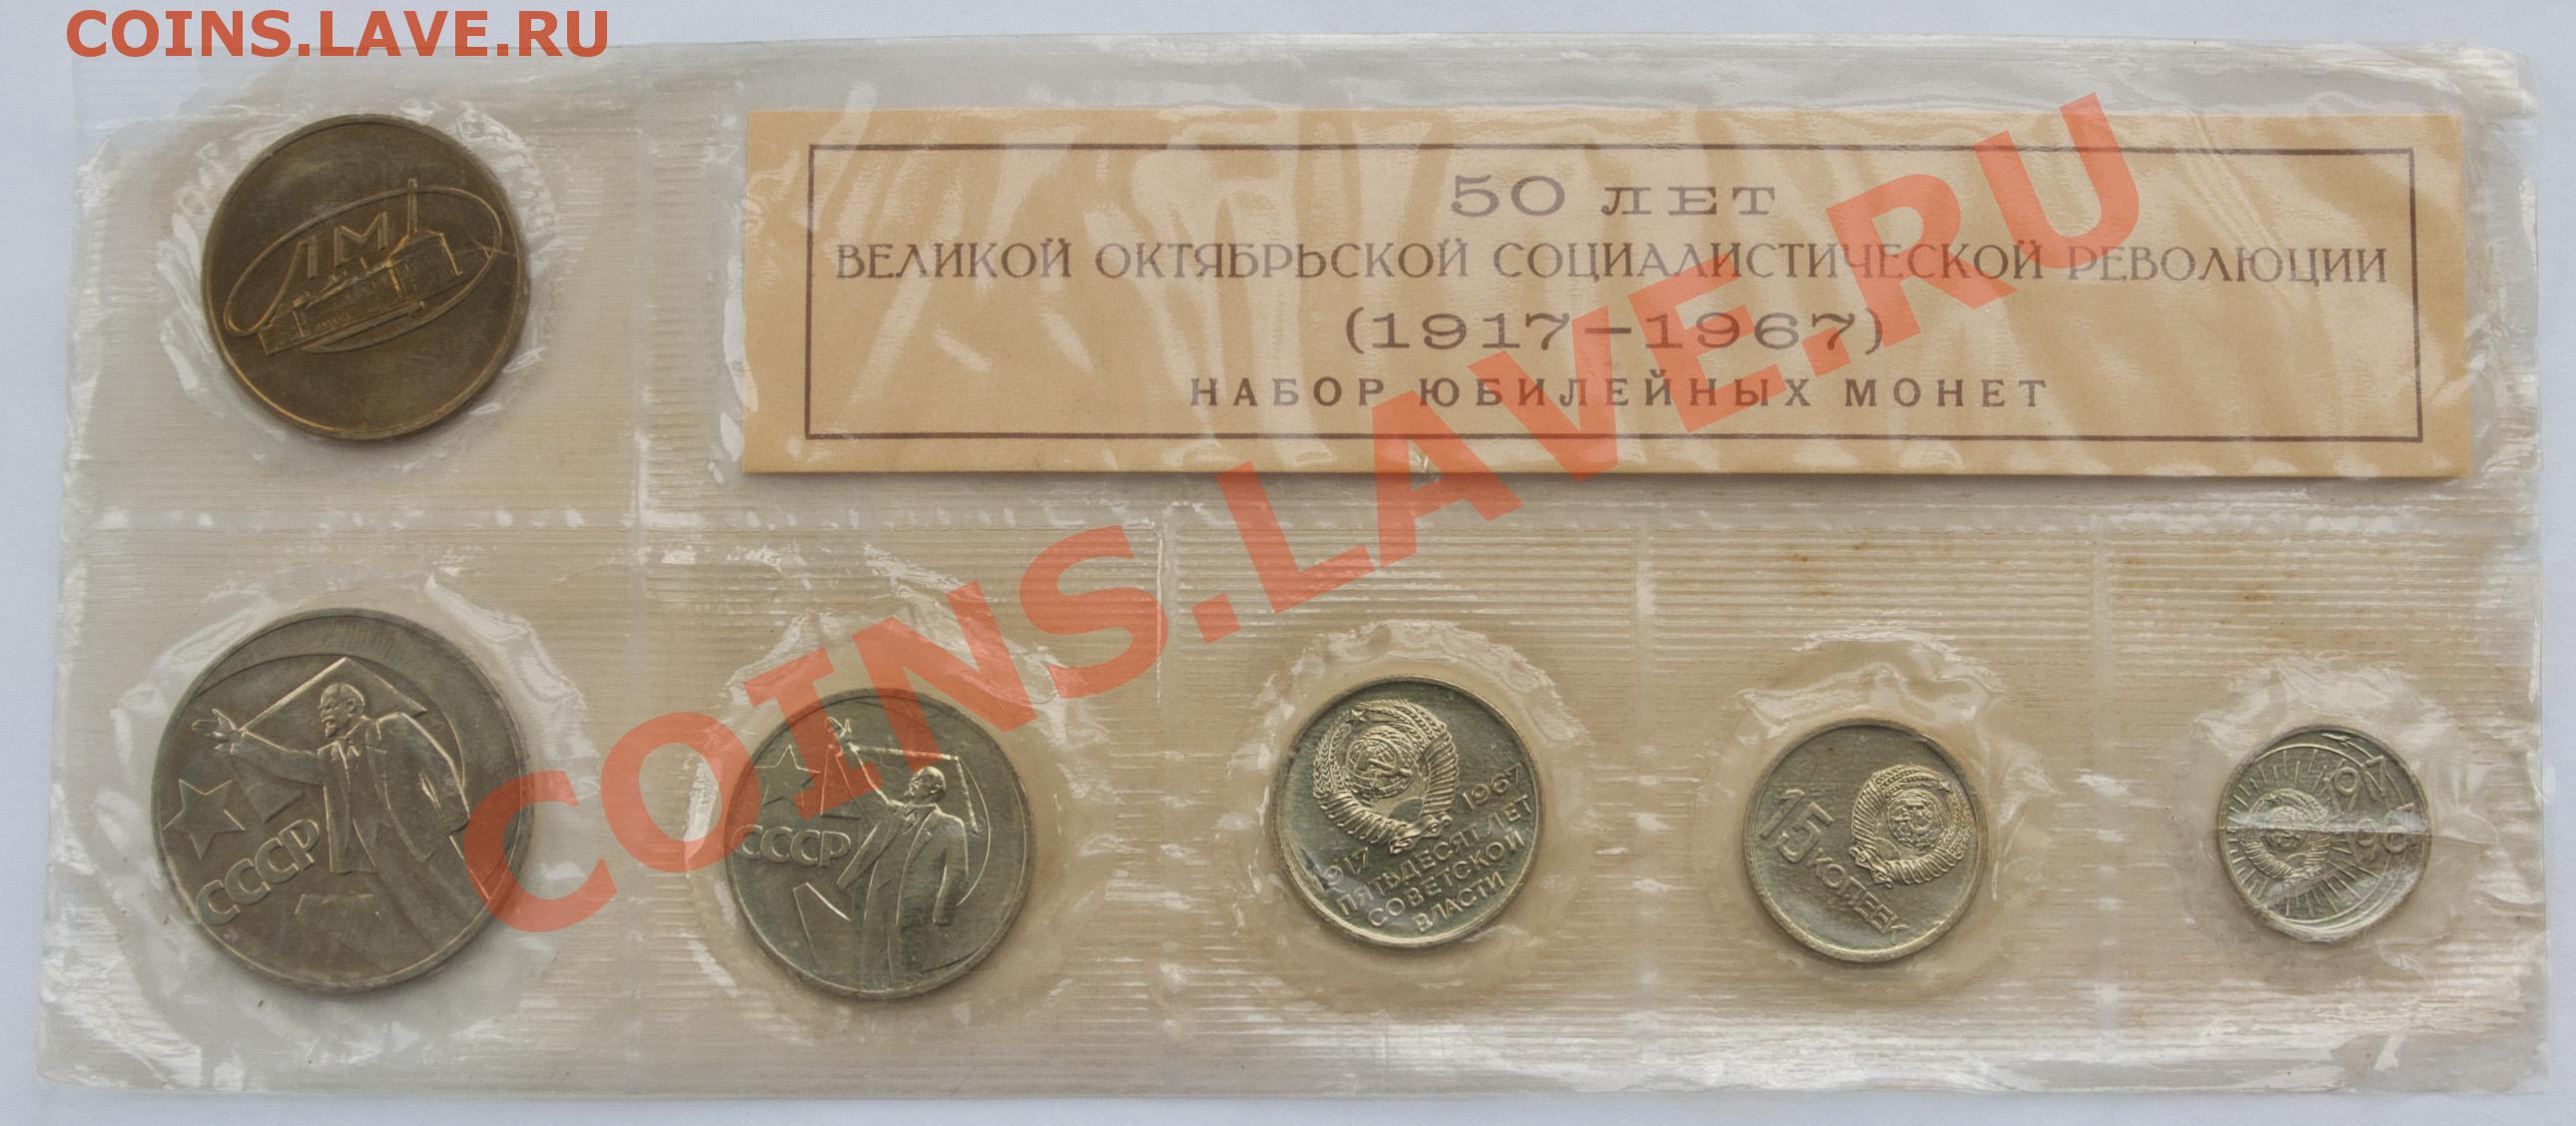 COINS.LAVE.RU
50 ЛЕТ
ВЕЛИКОЙ ОКТЯБРЬСКОЙ СОЦИАЛИСТИЧЕСКОЙ РЕВОЛЮЦИИ
(1917–1967)
НАБОР ЮБИЛЕЙНЫХ МОНЕТ
COINS.LAVE.RU
ЛМД
СССР
СССР
1917
1967
ПЯТЬДЕСЯТ ЛЕТ
СОВЕТСКОЙ
ВЛАСТИ
15
КОПЕЕК